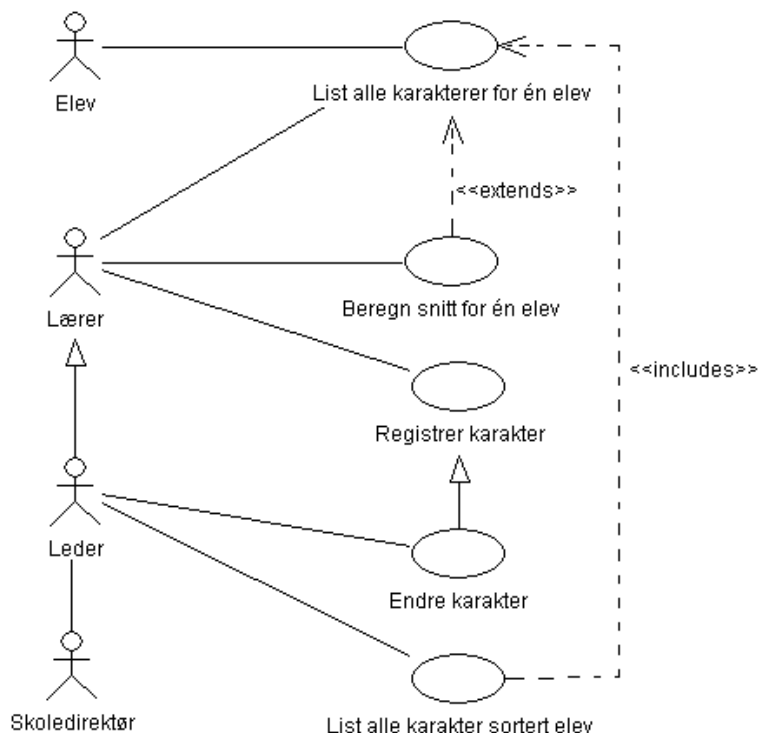 List alle karakterer for én elev
Elev
<<extends>>
Beregn snitt for én elev
Lærer
<<includes>>
Registrer karakter
Leder
Endre karakter
Skoledirektør
List alle karakter sortert elev